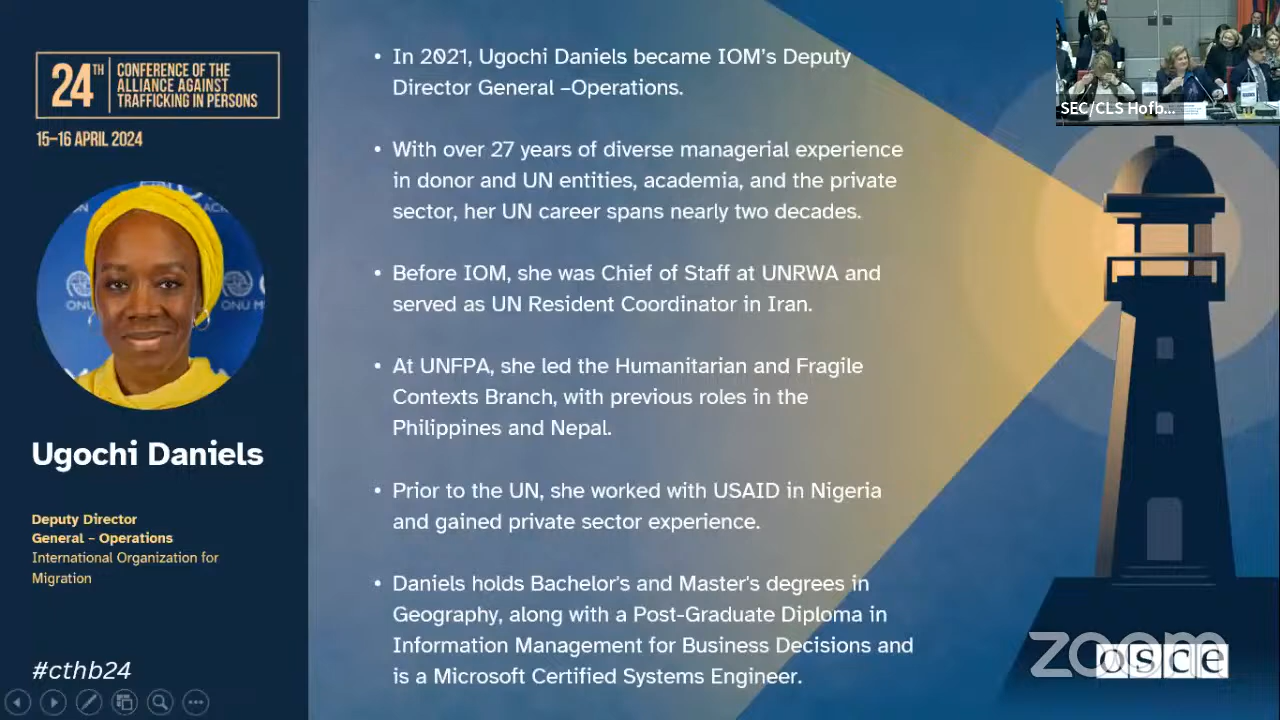 24TH
CONFERENCE OF THE
ALLIANCE AGAINST
TRAFFICKING IN PERSONS
15–16 APRIL 2024
Ugochi Daniels
Deputy Director
General – Operations
International Organization for
Migration
#cthb24
• In 2021, Ugochi Daniels became IOM’s Deputy
Director General –Operations.
• With over 27 years of diverse managerial experience
in donor and UN entities, academia, and the private
sector, her UN career spans nearly two decades.
• Before IOM, she was Chief of Staff at UNRWA and
served as UN Resident Coordinator in Iran.
• At UNFPA, she led the Humanitarian and Fragile
Contexts Branch, with previous roles in the
Philippines and Nepal.
• Prior to the UN, she worked with USAID in Nigeria
and gained private sector experience.
• Daniels holds Bachelor's and Master's degrees in
Geography, along with a Post-Graduate Diploma in
Information Management for Business Decisions and
is a Microsoft Certified Systems Engineer.
SEC/CLS Hofb...
zoom
osce